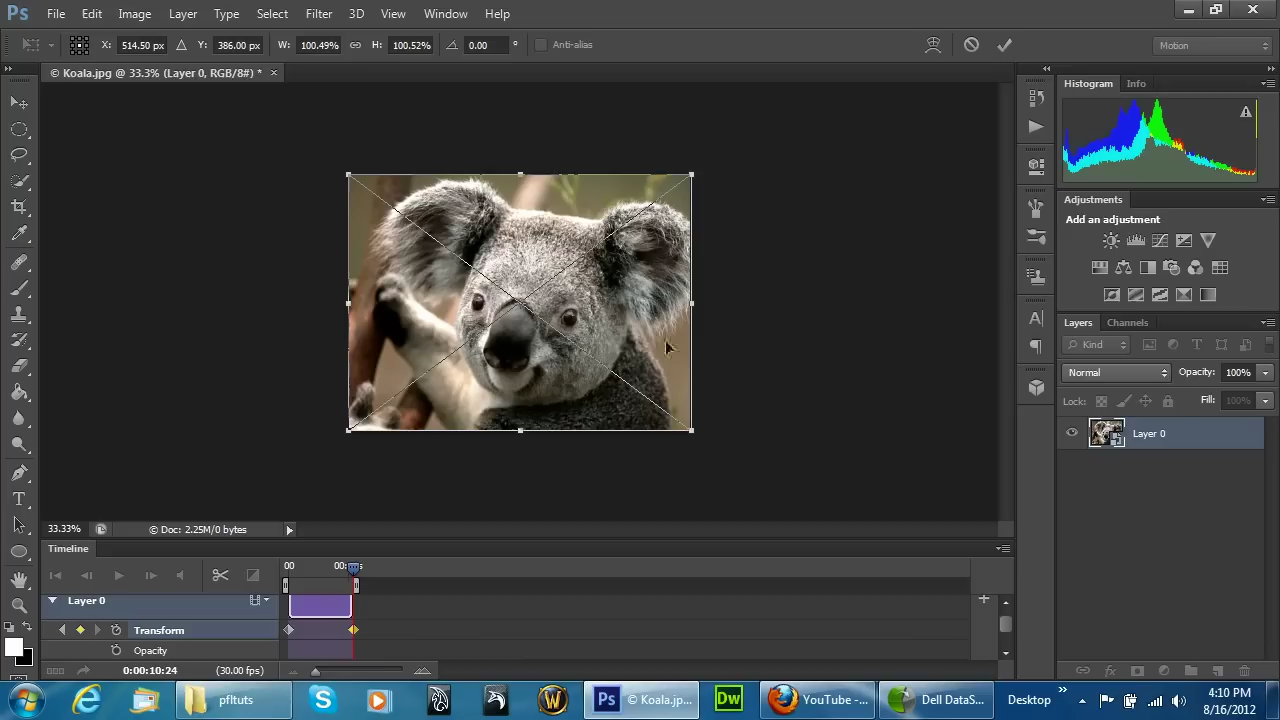 Ps File Edit Image Layer Type Select Filter 3D View Window Help
X: 514.50 px Y: 386.00 px W: 100.49% H: 100.52% 0.00 ° Anti-alias Motion
© Koala.jpg @ 33.3% (Layer 0, RGB/8#) * ×
Histogram Info
Adjustments
Add an adjustment
Layers Channels
Kind
Normal Opacity: 100%
Lock: Fill: 100%
Layer 0
33.33% © Doc: 2.25M/0 bytes
Timeline
00
Layer 0
Transform
Opacity
0:00:10:24 (30.00 fps)
pfltuts Ps © Koala.jp... Dw YouTube -... Dell DataS... Desktop
4:10 PM
8/16/2012